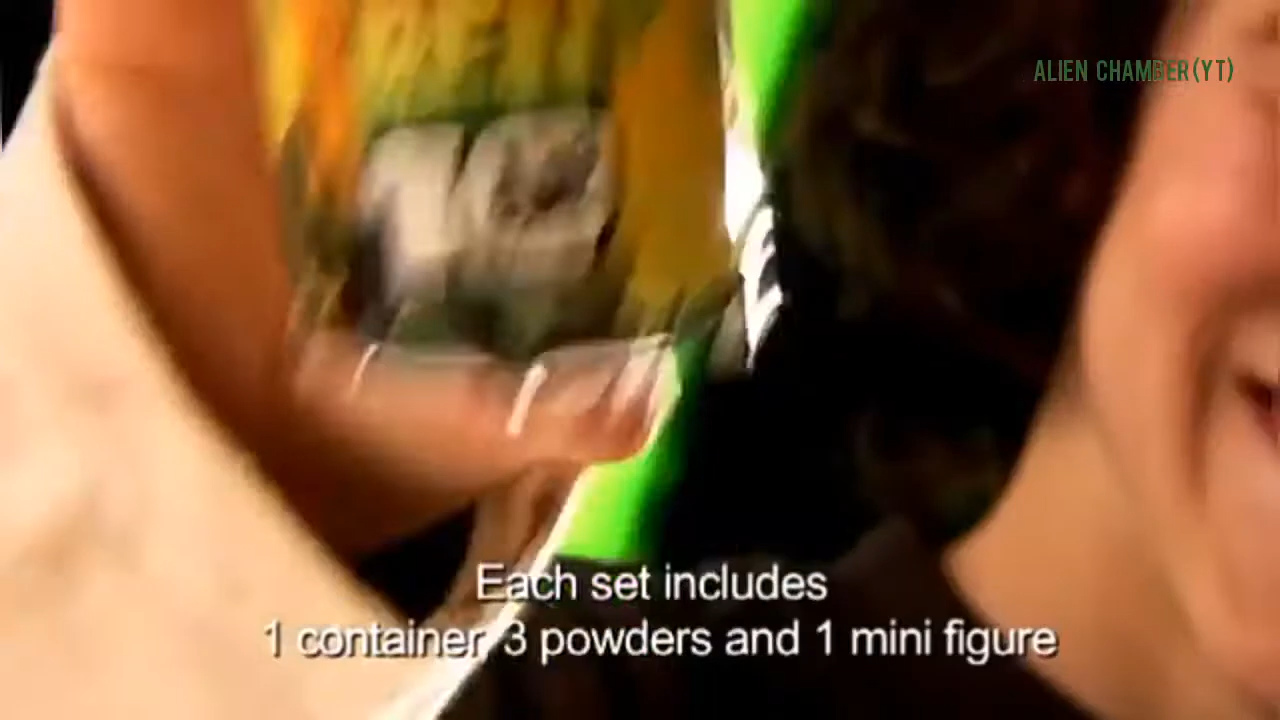 ALIEN CHAMBER(YT)
Each set includes
1 container, 3 powders and 1 mini figure